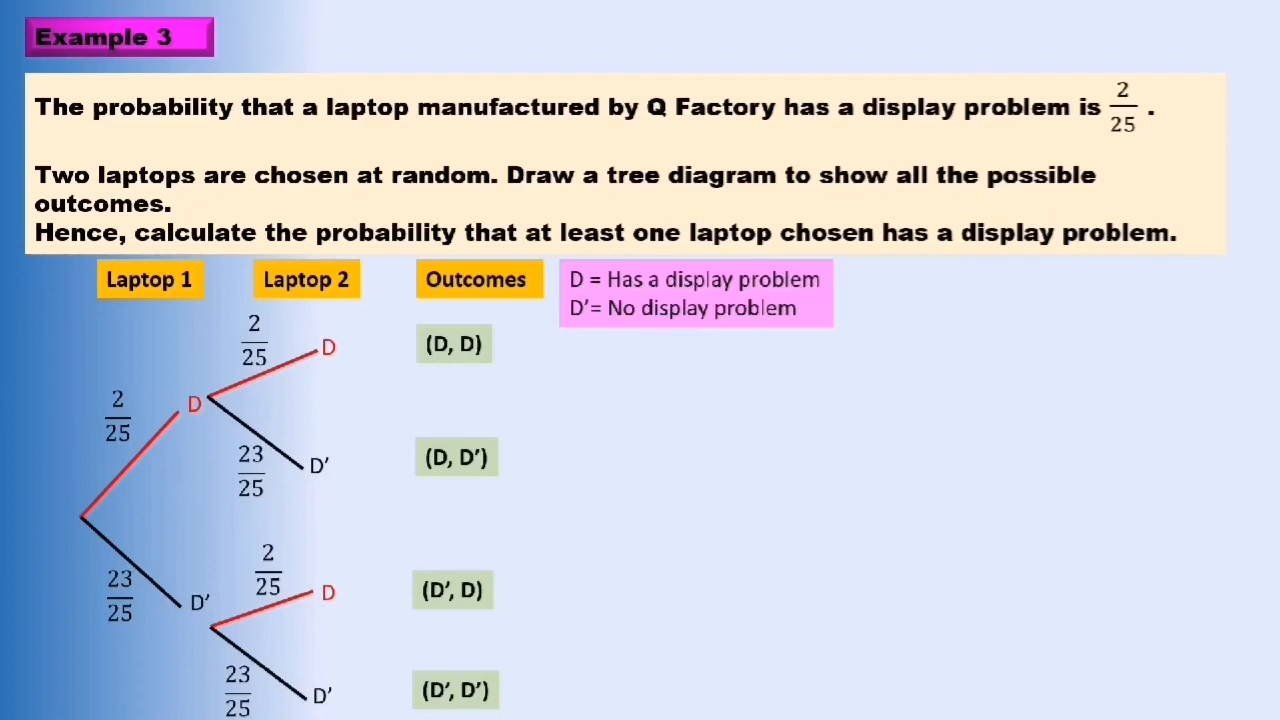 Example 3
The probability that a laptop manufactured by Q Factory has a display problem is 2/25 .
Two laptops are chosen at random. Draw a tree diagram to show all the possible
outcomes.
Hence, calculate the probability that at least one laptop chosen has a display problem.
Laptop 1 Laptop 2 Outcomes D = Has a display problem
D′= No display problem
2/25 D (D, D)
2/25 D
23/25 D′ (D, D′)
2/25 D (D′, D)
23/25 D′
23/25 D′ (D′, D′)